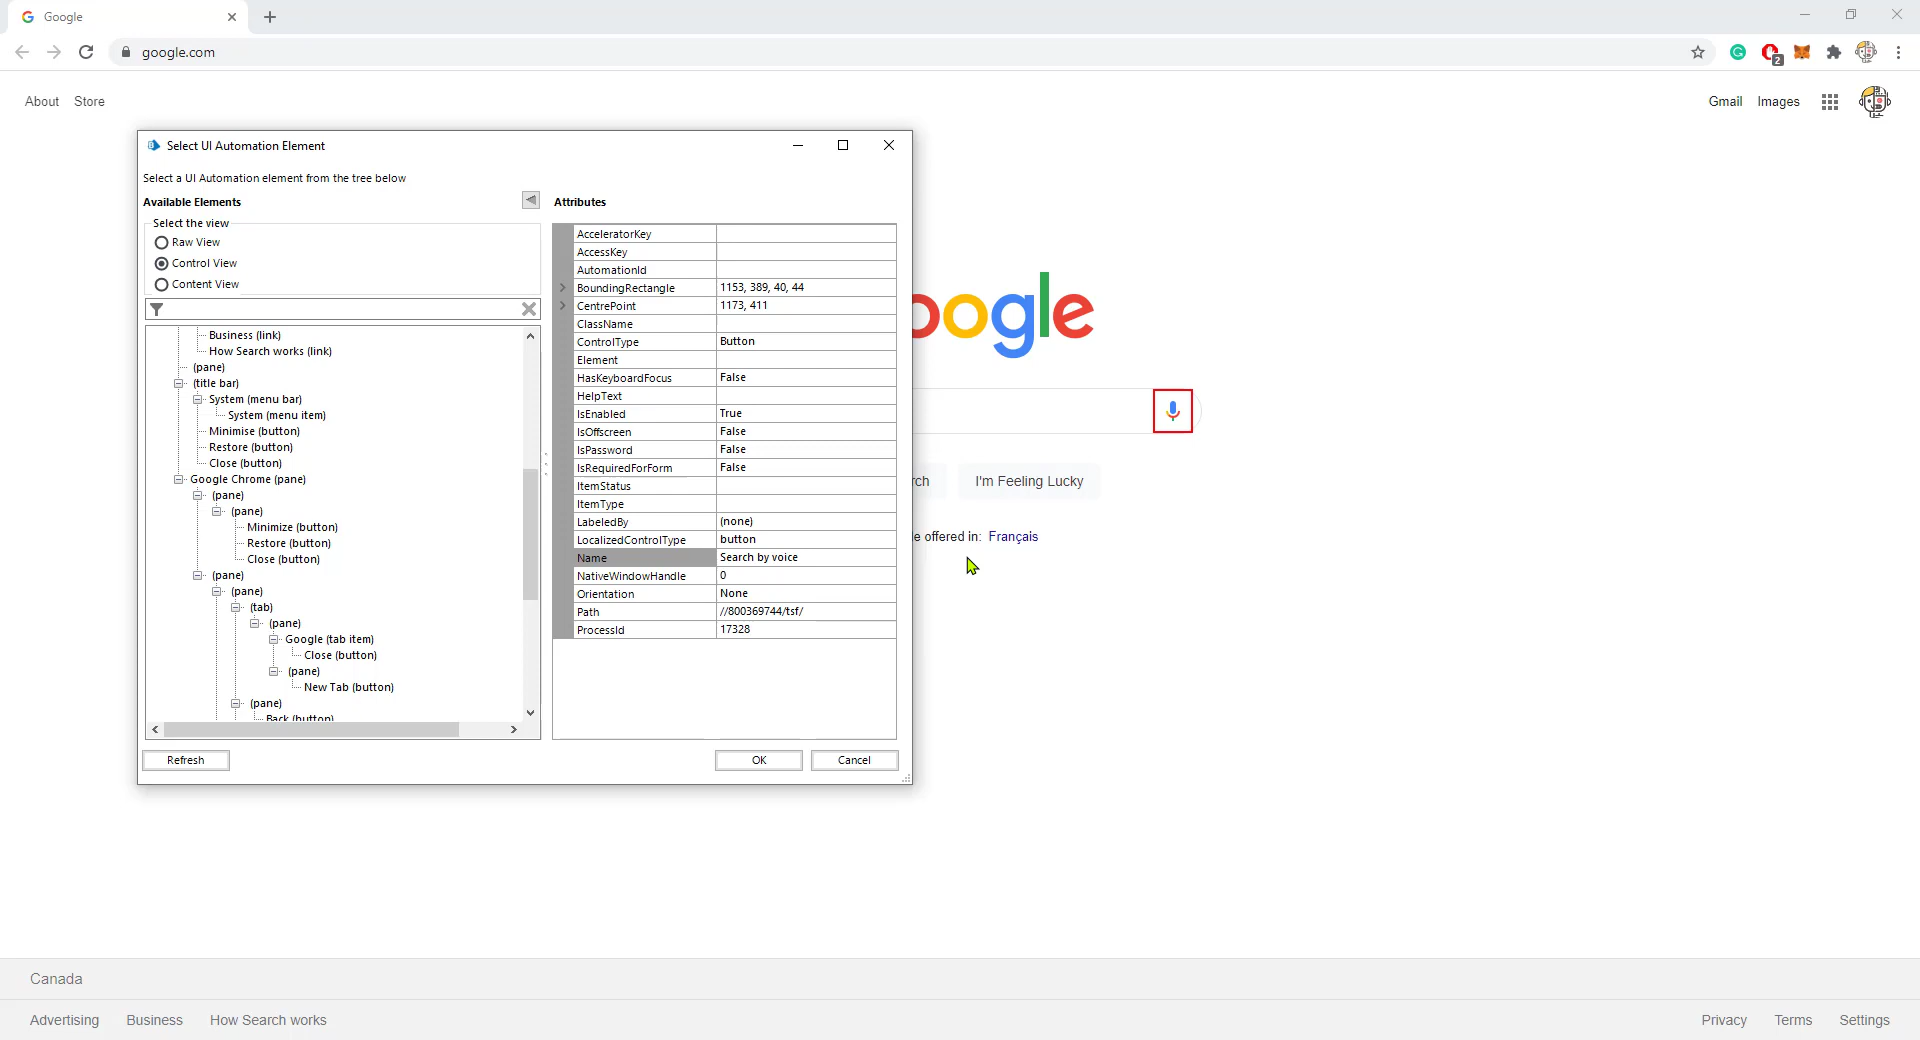 Google
google.com
2
About Store
Gmail Images
Select UI Automation Element
Select a UI Automation element from the tree below
Available Elements
Select the view
Raw View
Control View
Content View
Business (link)
How Search works (link)
(pane)
(title bar)
System (menu bar)
System (menu item)
Minimise (button)
Restore (button)
Close (button)
Google Chrome (pane)
(pane)
(pane)
Minimize (button)
Restore (button)
Close (button)
(pane)
(pane)
(tab)
(pane)
Google (tab item)
Close (button)
(pane)
New Tab (button)
(pane)
Back (button)
Refresh
Attributes
AcceleratorKey
AccessKey
AutomationId
BoundingRectangle 1153, 389, 40, 44
CentrePoint 1173, 411
ClassName
ControlType Button
Element
HasKeyboardFocus False
HelpText
IsEnabled True
IsOffscreen False
IsPassword False
IsRequiredForForm False
ItemStatus
ItemType
LabeledBy (none)
LocalizedControlType button
Name Search by voice
NativeWindowHandle 0
Orientation None
Path //800369744/tsf/
ProcessId 17328
OK Cancel
oogle
rch
I'm Feeling Lucky
le offered in: Français
Canada
Advertising Business How Search works
Privacy Terms Settings